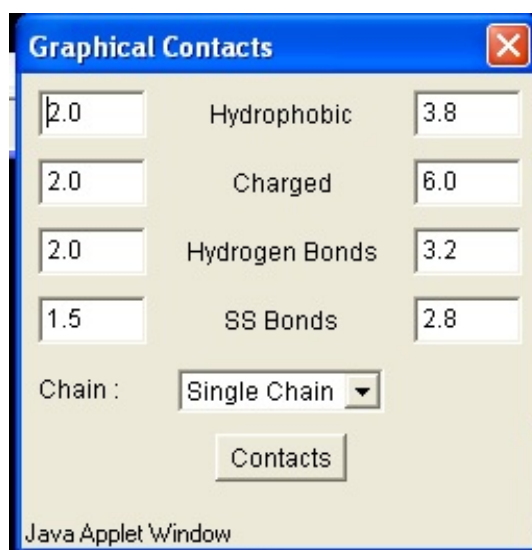 Graphical Contacts
2.0 Hydrophobic 3.8
2.0 Charged 6.0
2.0 Hydrogen Bonds 3.2
1.5 SS Bonds 2.8
Chain : Single Chain
Contacts
Java Applet Window